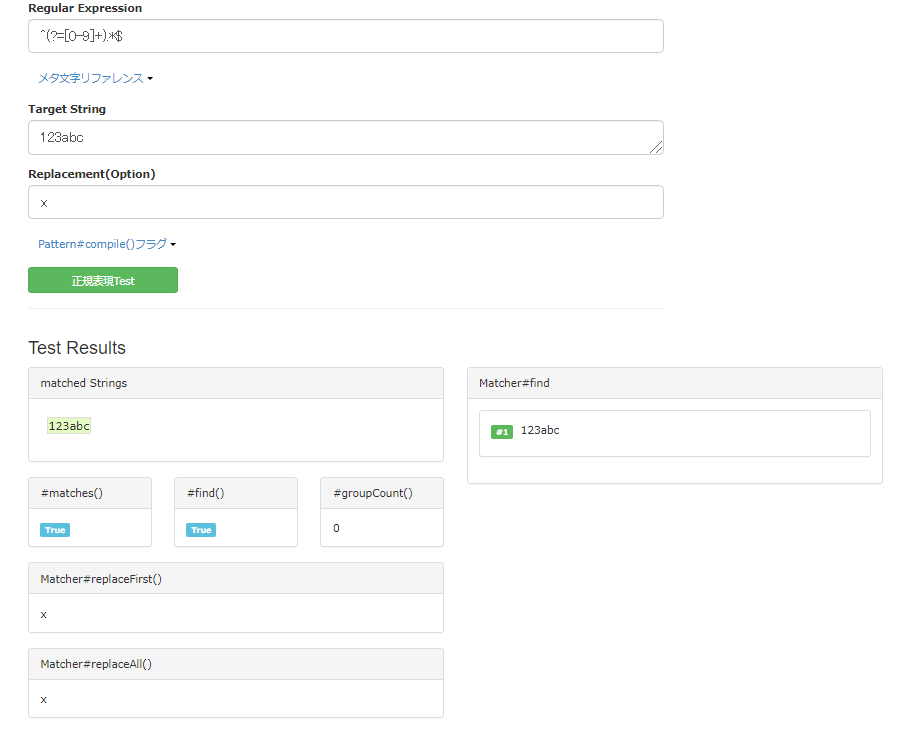 Regular Expression
^(?=[0-9]+).*$
メタ文字リファレンス
Target String
123abc
Replacement(Option)
x
Pattern#compile()フラグ
正規表現Test
Test Results
matched Strings
123abc
Matcher#find
#1 123abc
#matches()
True
#find()
True
#groupCount()
0
Matcher#replaceFirst()
x
Matcher#replaceAll()
x